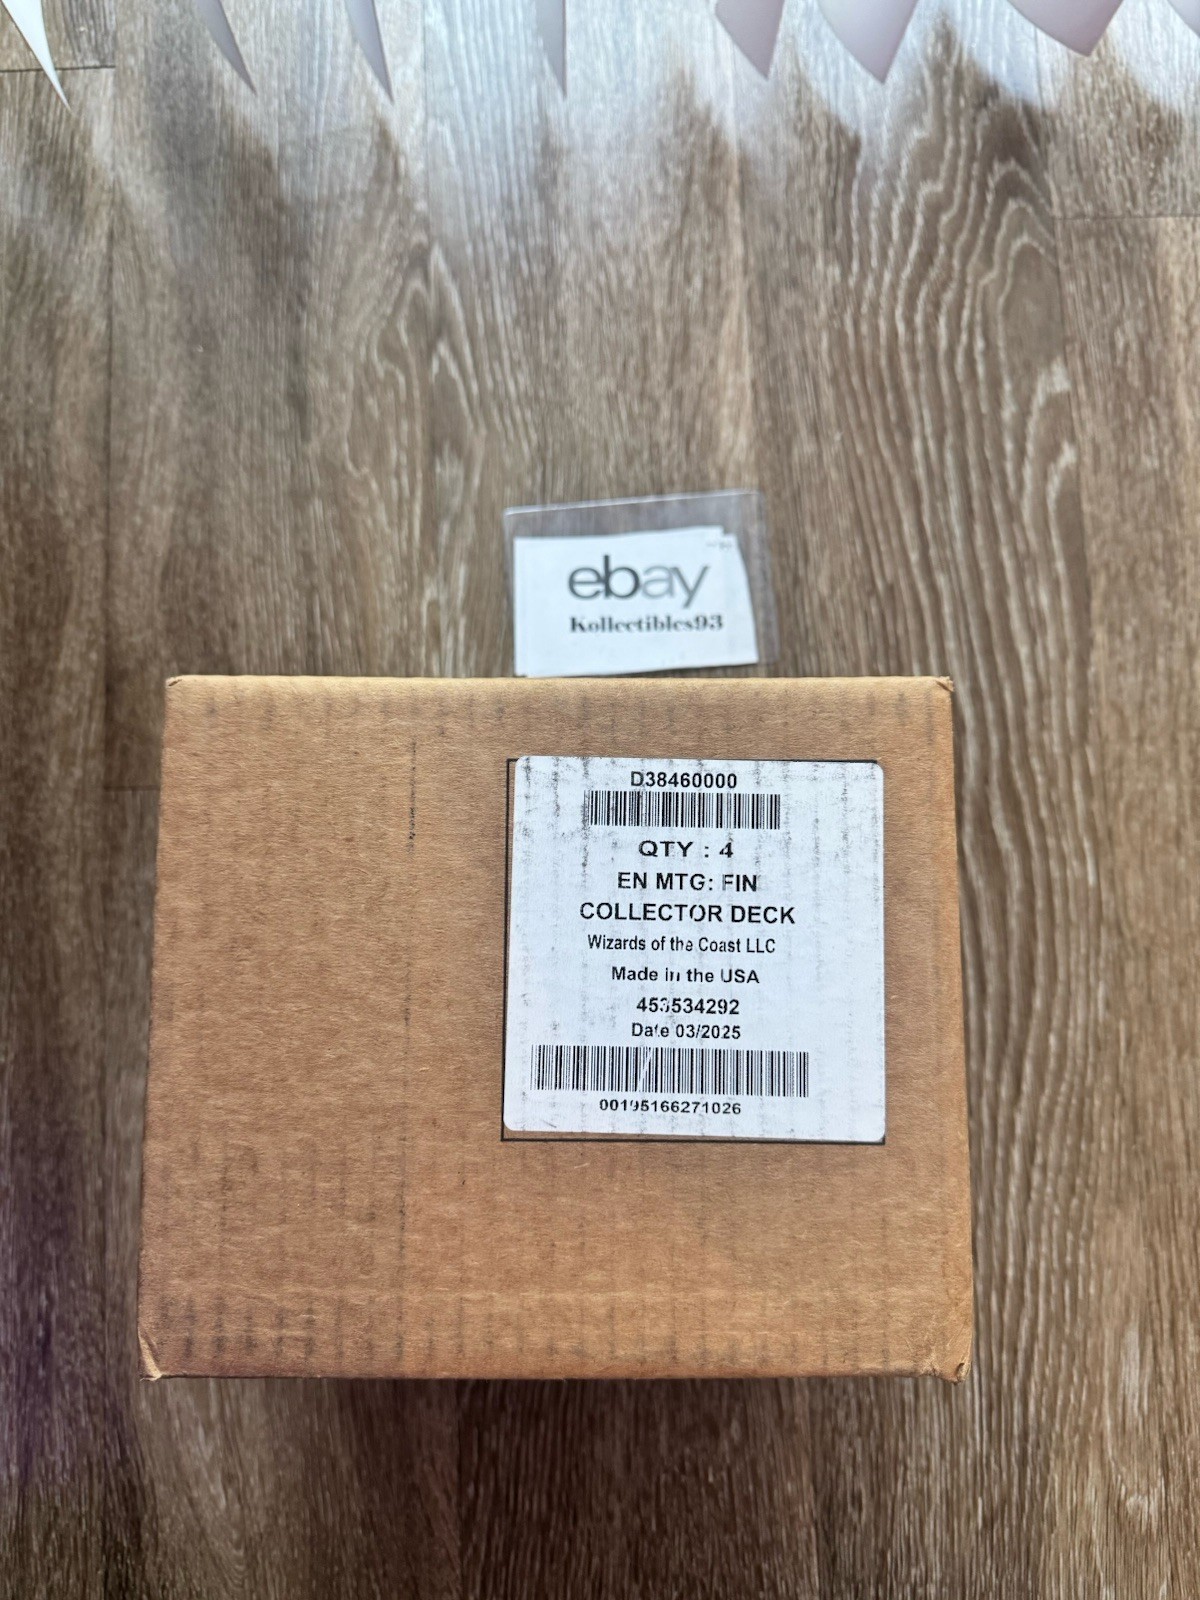 ebay
Kollectibles93
D38460000
QTY : 4
EN MTG: FIN
COLLECTOR DECK
Wizards of the Coast LLC
Made in the USA
453534292
Date 03/2025
00195166271026